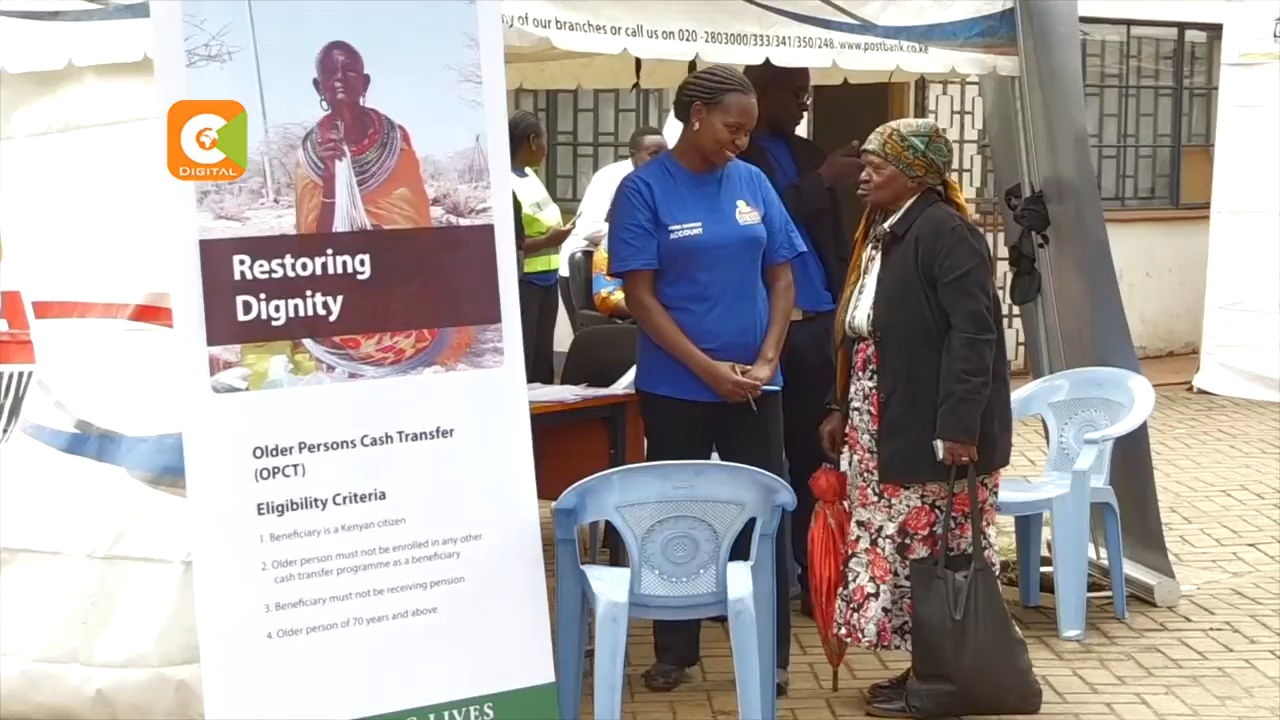 ny of our branches or call us on 020 -2803000/333/341/350/248. www.postbank.co.ke
C
DIGITAL
Restoring
Dignity
ACCOUNT
Older Persons Cash Transfer
(OPCT)
Eligibility Criteria
1. Beneficiary is a Kenyan citizen
2. Older person must not be enrolled in any other
cash transfer programme as a beneficiary
3. Beneficiary must not be receiving pension
4. Older person of 70 years and above
LIVES